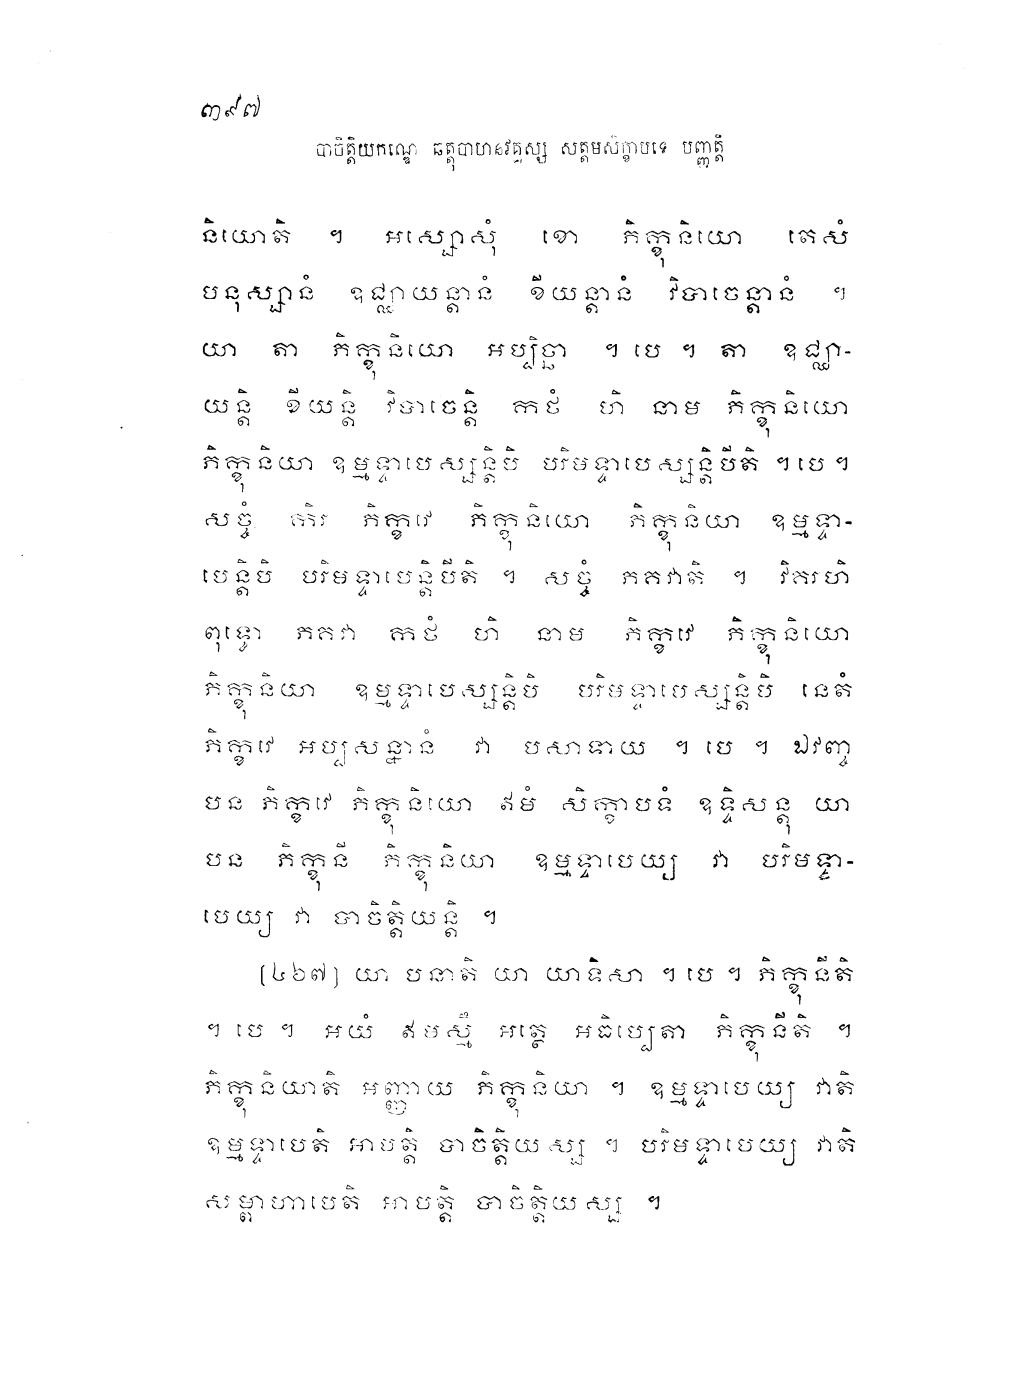 ៣៩៧
បាចិត្តិយកណ្ឌេ ឆត្តុបាហនវគ្គស្ស សត្តមសិក្ខាបទេ បញ្ញត្តិ
និយោតិ ។ អស្សោសុំ ខោ ភិក្ខុនិយោ តេសំ
មនុស្សានំ ឧជ្ឈាយន្តានំ ខីយន្តានំ វិបាចេន្តានំ ។
យា តា ភិក្ខុនិយោ អប្បិច្ឆា ។ បេ ។ តា ឧជ្ឈា-
យន្តិ ខីយន្តិ វិបាចេន្តិ កថំ ហិ នាម ភិក្ខុនិយោ
ភិក្ខុនិយា ឧម្មទ្ទាបេស្សន្តិបិ បរិមទ្ទាបេស្សន្តិបីតិ ។ បេ ។
សច្ចំ កិរ ភិក្ខវេ ភិក្ខុនិយោ ភិក្ខុនិយា ឧម្មទ្ទា-
បេន្តិបិ បរិមទ្ទាបេន្តិបីតិ ។ សច្ចំ ភគវាតិ ។ វិគរហិ
ពុទ្ធោ ភគវា កថំ ហិ នាម ភិក្ខវេ ភិក្ខុនិយោ
ភិក្ខុនិយា ឧម្មទ្ទាបេស្សន្តិបិ បរិមទ្ទាបេស្សន្តិបិ នេតំ
ភិក្ខវេ អប្បសន្នានំ វា បសាទាយ ។ បេ ។ ឯវញ្ច
បន ភិក្ខវេ ភិក្ខុនិយោ ឥមំ សិក្ខាបទំ ឧទ្ទិសន្តុ យា
បន ភិក្ខុនី ភិក្ខុនិយា ឧម្មទ្ទាបេយ្យ វា បរិមទ្ទា-
បេយ្យ វា បាចិត្តិយន្តិ ។
(៤៦៧) យា បនាតិ យា យាទិសា ។ បេ ។ ភិក្ខុនីតិ
។ បេ ។ អយំ ឥមស្មឹ អត្ថេ អធិប្បេតា ភិក្ខុនីតិ ។
ភិក្ខុនិយាតិ អញ្ញាយ ភិក្ខុនិយា ។ ឧម្មទ្ទាបេយ្យ វាតិ
ឧម្មទ្ទាបេតិ អាបត្តិ បាចិត្តិយស្ស ។ បរិមទ្ទាបេយ្យ វាតិ
សម្ពាហាបេតិ អាបត្តិ បាចិត្តិយស្ស ។